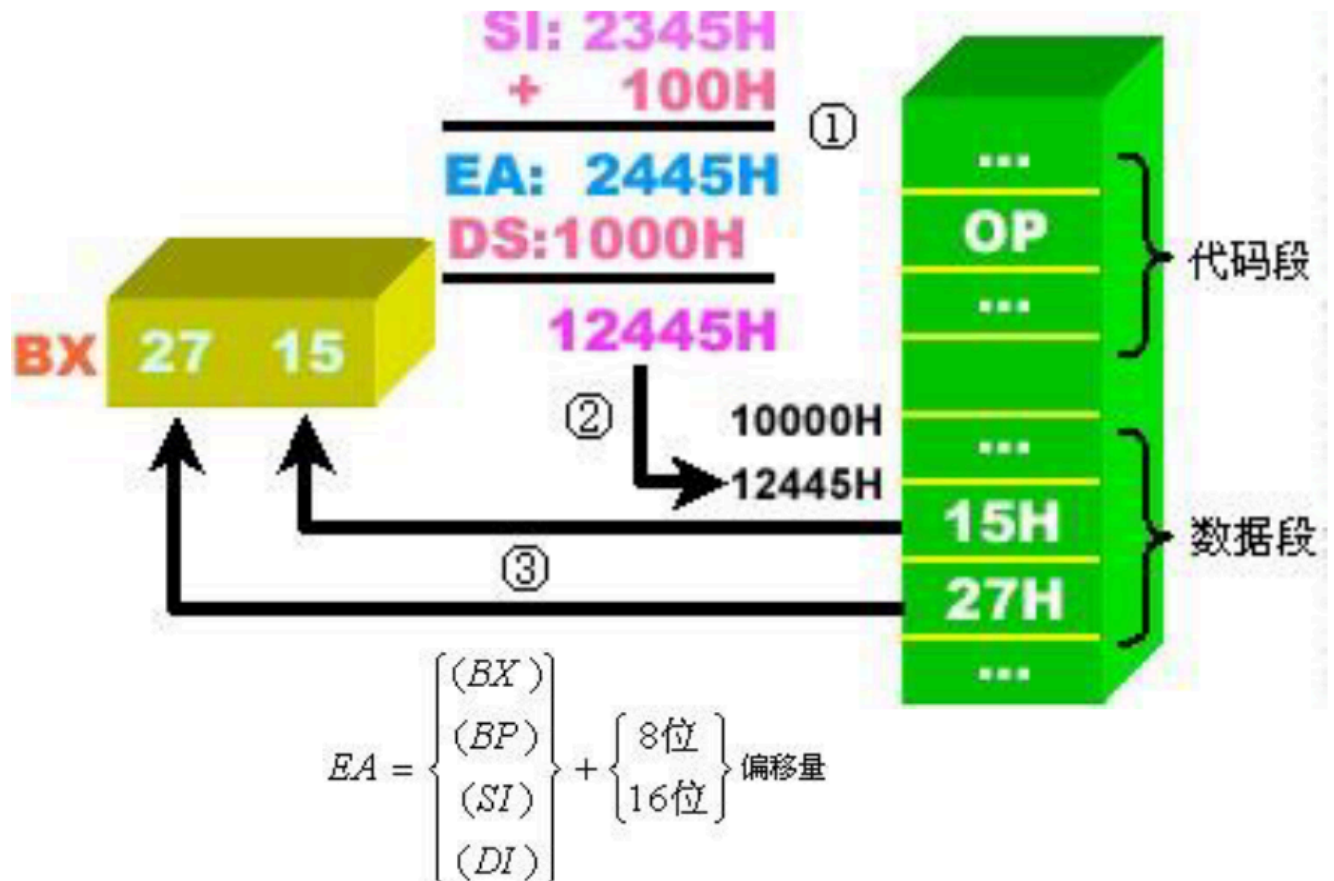 SI: 2345H
+ 100H
①
EA: 2445H
DS:1000H
12445H
BX 27 15
②
10000H
12445H
③
...
OP
...
代码段
...
15H
27H
...
数据段
EA = { (BX) (BP) (SI) (DI) } + { 8位 16位 } 偏移量